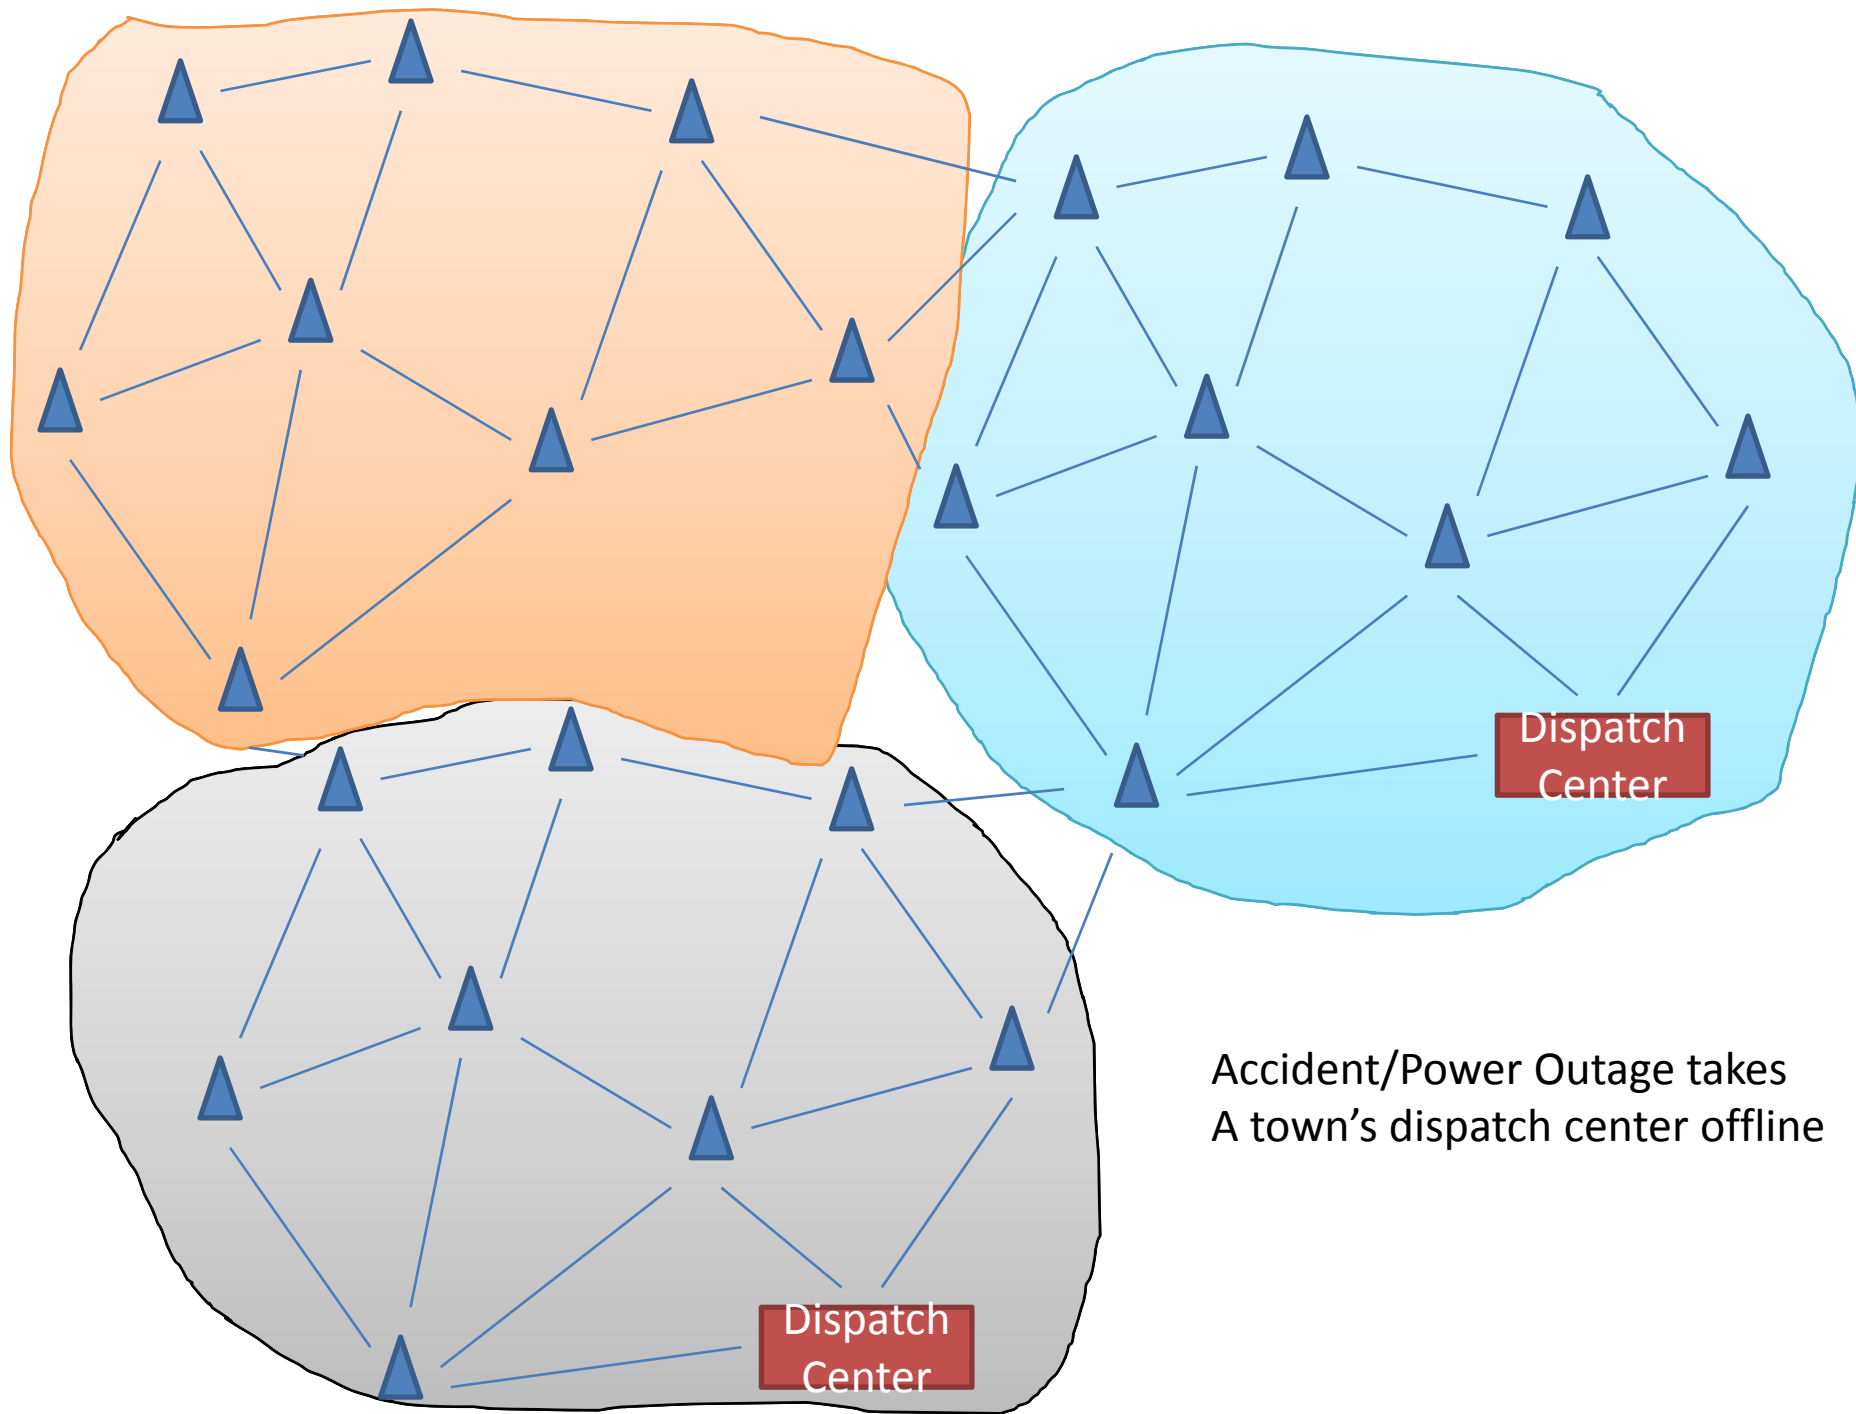 Dispatch
Center
Accident/Power Outage takes
A town’s dispatch center offline
Dispatch
Center